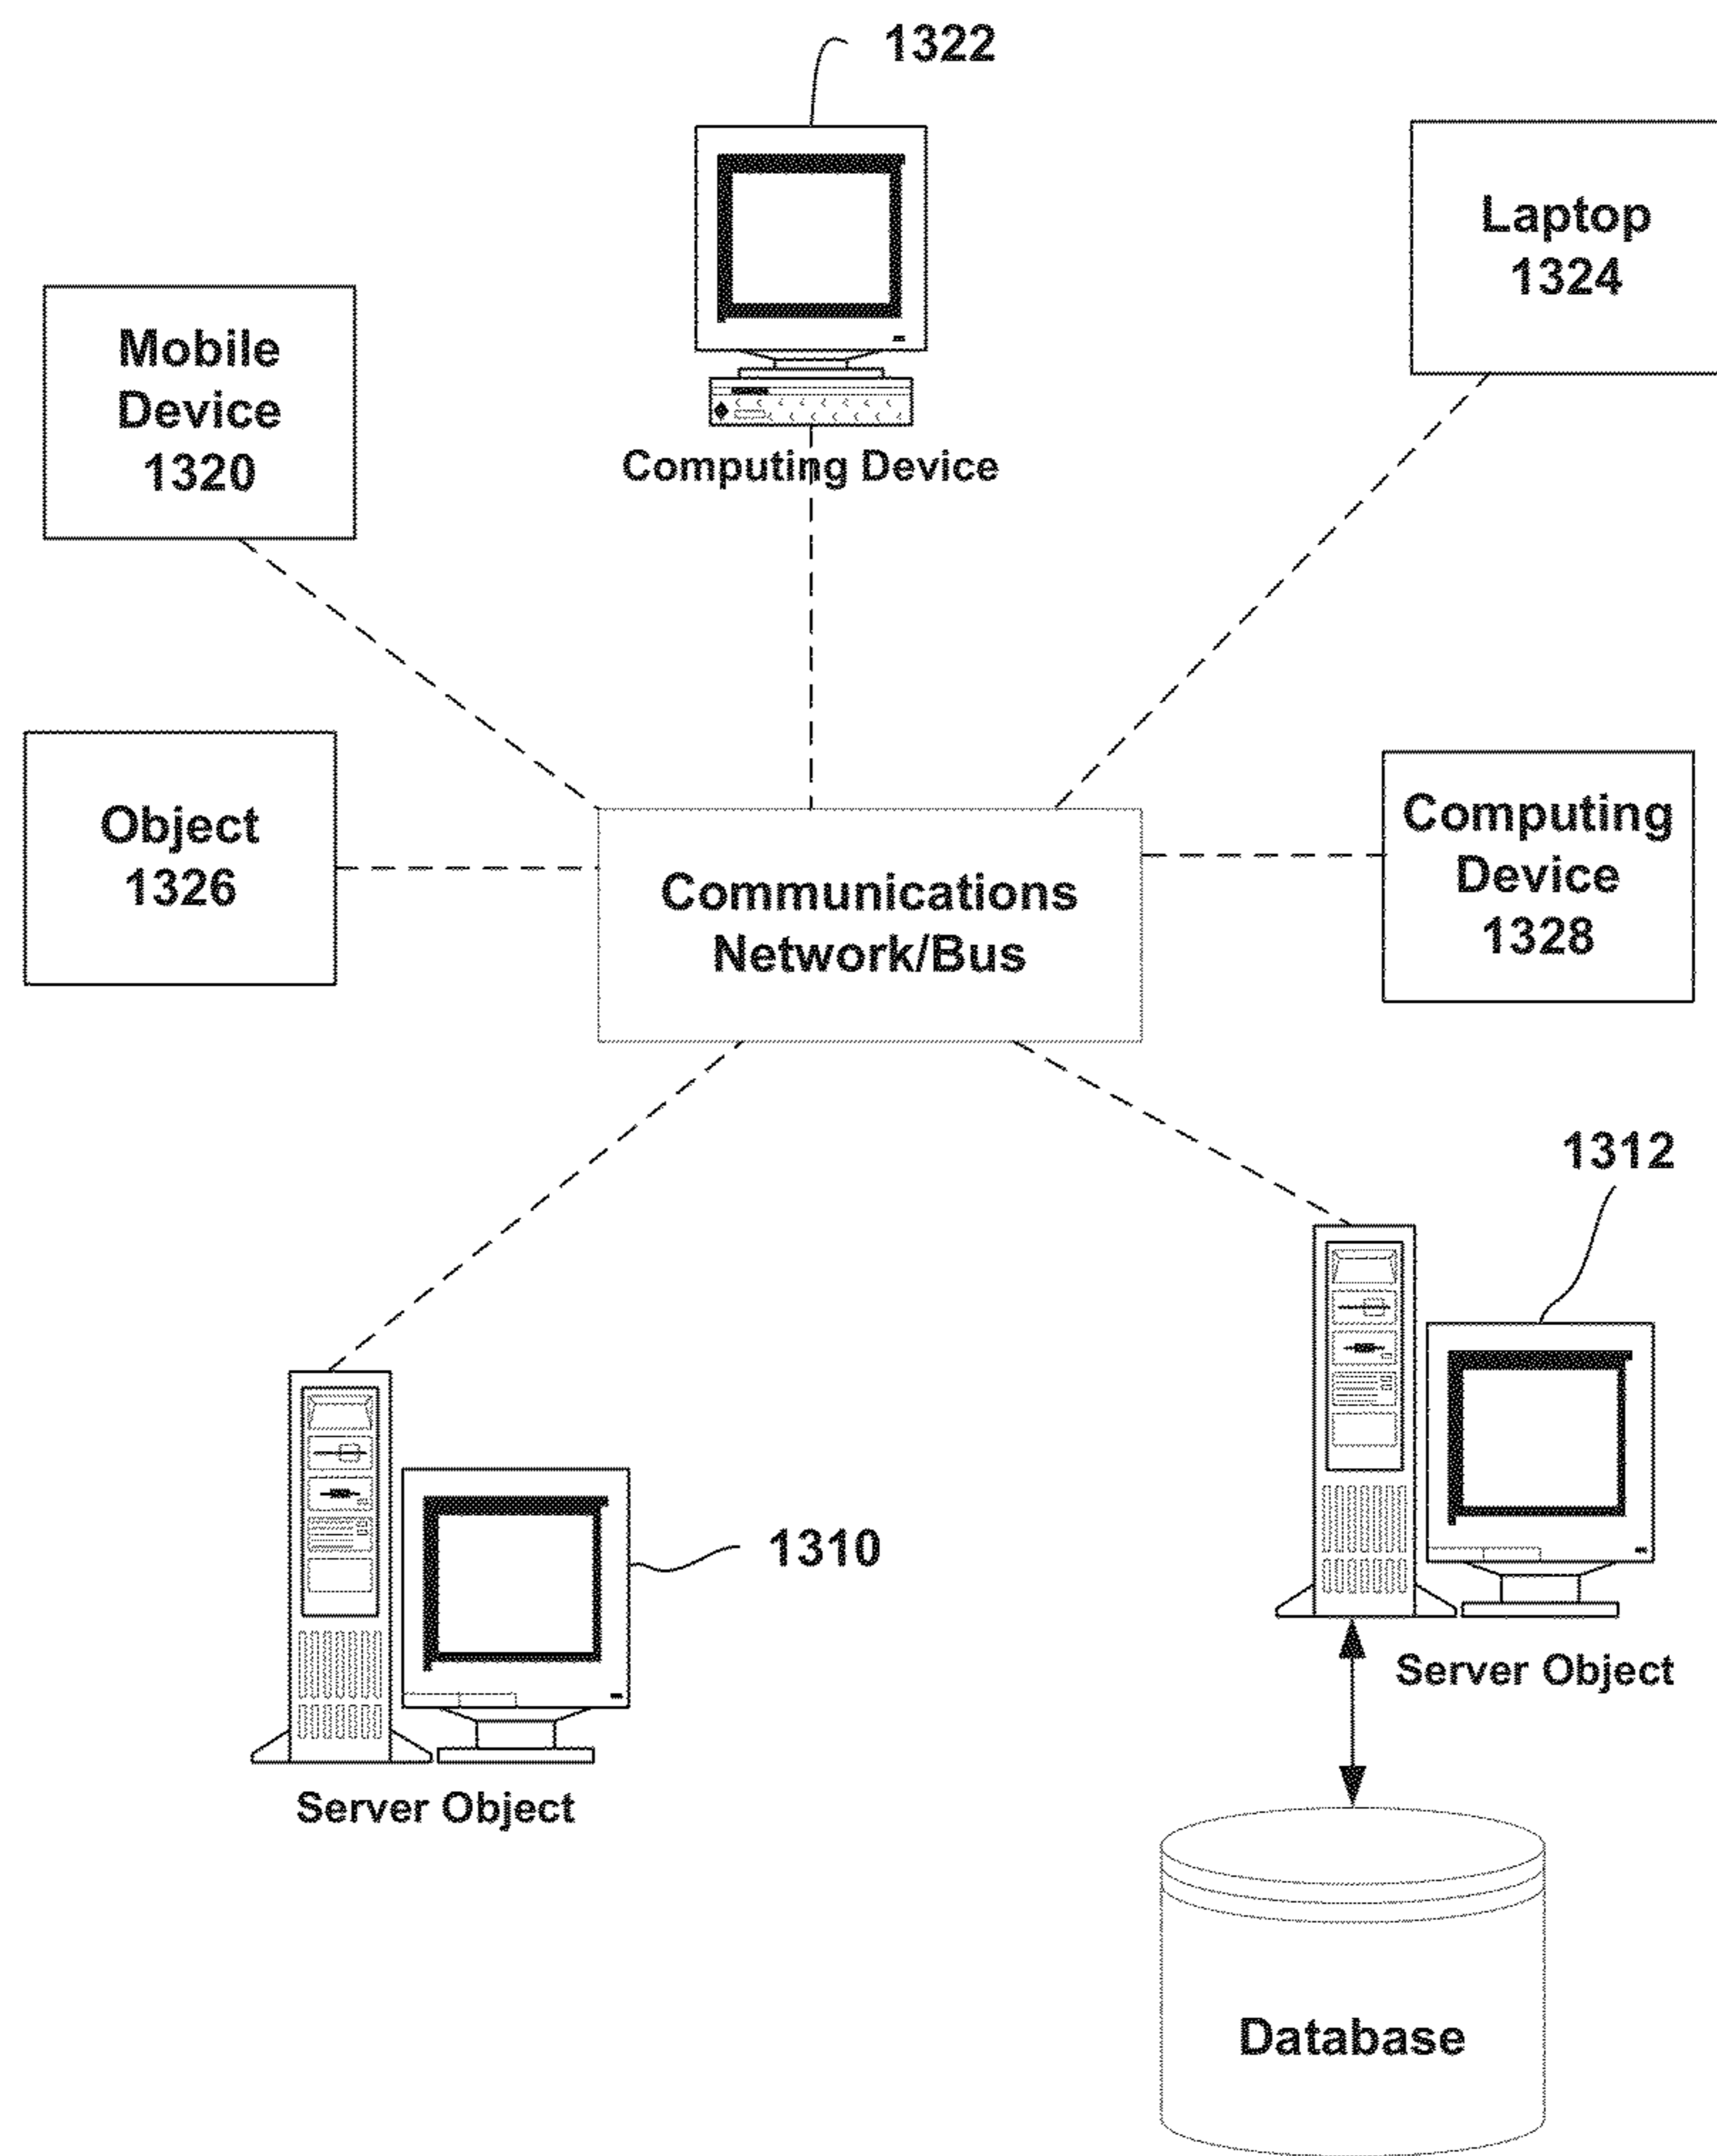 1322
Laptop
1324
Mobile
Device
1320
Computing Device
Object
1326
Communications
Network/Bus
Computing
Device
1328
1312
1310
Server Object
Server Object
Database